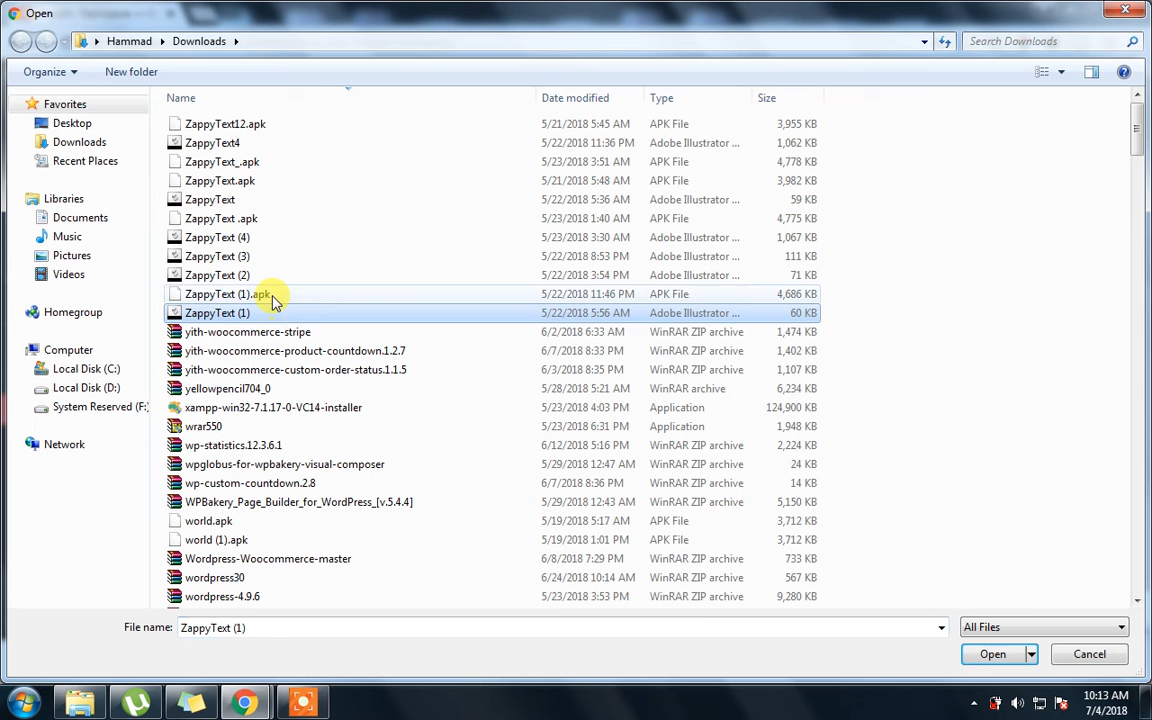 Open
Hammad Downloads
Search Downloads
Organize New folder
Name Date modified Type Size
Favorites
Desktop
Downloads
Recent Places
Libraries
Documents
Music
Pictures
Videos
Homegroup
Computer
Local Disk (C:)
Local Disk (D:)
System Reserved (F:)
Network
ZappyText12.apk 5/21/2018 5:45 AM APK File 3,955 KB
ZappyText4 5/22/2018 11:36 PM Adobe Illustrator ... 1,062 KB
ZappyText_.apk 5/23/2018 3:51 AM APK File 4,778 KB
ZappyText.apk 5/21/2018 5:48 AM APK File 3,982 KB
ZappyText 5/22/2018 5:36 AM Adobe Illustrator ... 59 KB
ZappyText .apk 5/23/2018 1:40 AM APK File 4,775 KB
ZappyText (4) 5/23/2018 3:30 AM Adobe Illustrator ... 1,067 KB
ZappyText (3) 5/22/2018 8:53 PM Adobe Illustrator ... 111 KB
ZappyText (2) 5/22/2018 3:54 PM Adobe Illustrator ... 71 KB
ZappyText (1).apk 5/22/2018 11:46 PM APK File 4,686 KB
ZappyText (1) 5/22/2018 5:56 AM Adobe Illustrator ... 60 KB
yith-woocommerce-stripe 6/2/2018 6:33 AM WinRAR ZIP archive 1,474 KB
yith-woocommerce-product-countdown.1.2.7 6/7/2018 8:33 PM WinRAR ZIP archive 1,402 KB
yith-woocommerce-custom-order-status.1.1.5 6/3/2018 8:35 PM WinRAR ZIP archive 1,107 KB
yellowpencil704_0 5/28/2018 5:21 AM WinRAR archive 6,234 KB
xampp-win32-7.1.17-0-VC14-installer 5/23/2018 4:03 PM Application 124,900 KB
wrar550 5/23/2018 6:31 PM Application 1,948 KB
wp-statistics.12.3.6.1 6/12/2018 5:16 PM WinRAR ZIP archive 2,224 KB
wpglobus-for-wpbakery-visual-composer 5/29/2018 12:47 AM WinRAR ZIP archive 24 KB
wp-custom-countdown.2.8 6/7/2018 8:36 PM WinRAR ZIP archive 14 KB
WPBakery_Page_Builder_for_WordPress_[v.5.4.4] 5/29/2018 12:43 AM WinRAR ZIP archive 5,150 KB
world.apk 5/19/2018 5:17 AM APK File 3,712 KB
world (1).apk 5/19/2018 1:01 PM APK File 3,712 KB
Wordpress-Woocommerce-master 6/8/2018 7:29 PM WinRAR ZIP archive 733 KB
wordpress30 6/24/2018 10:14 AM WinRAR ZIP archive 567 KB
wordpress-4.9.6 5/23/2018 3:53 PM WinRAR ZIP archive 9,280 KB
File name: ZappyText (1) All Files
Open Cancel
10:13 AM
7/4/2018